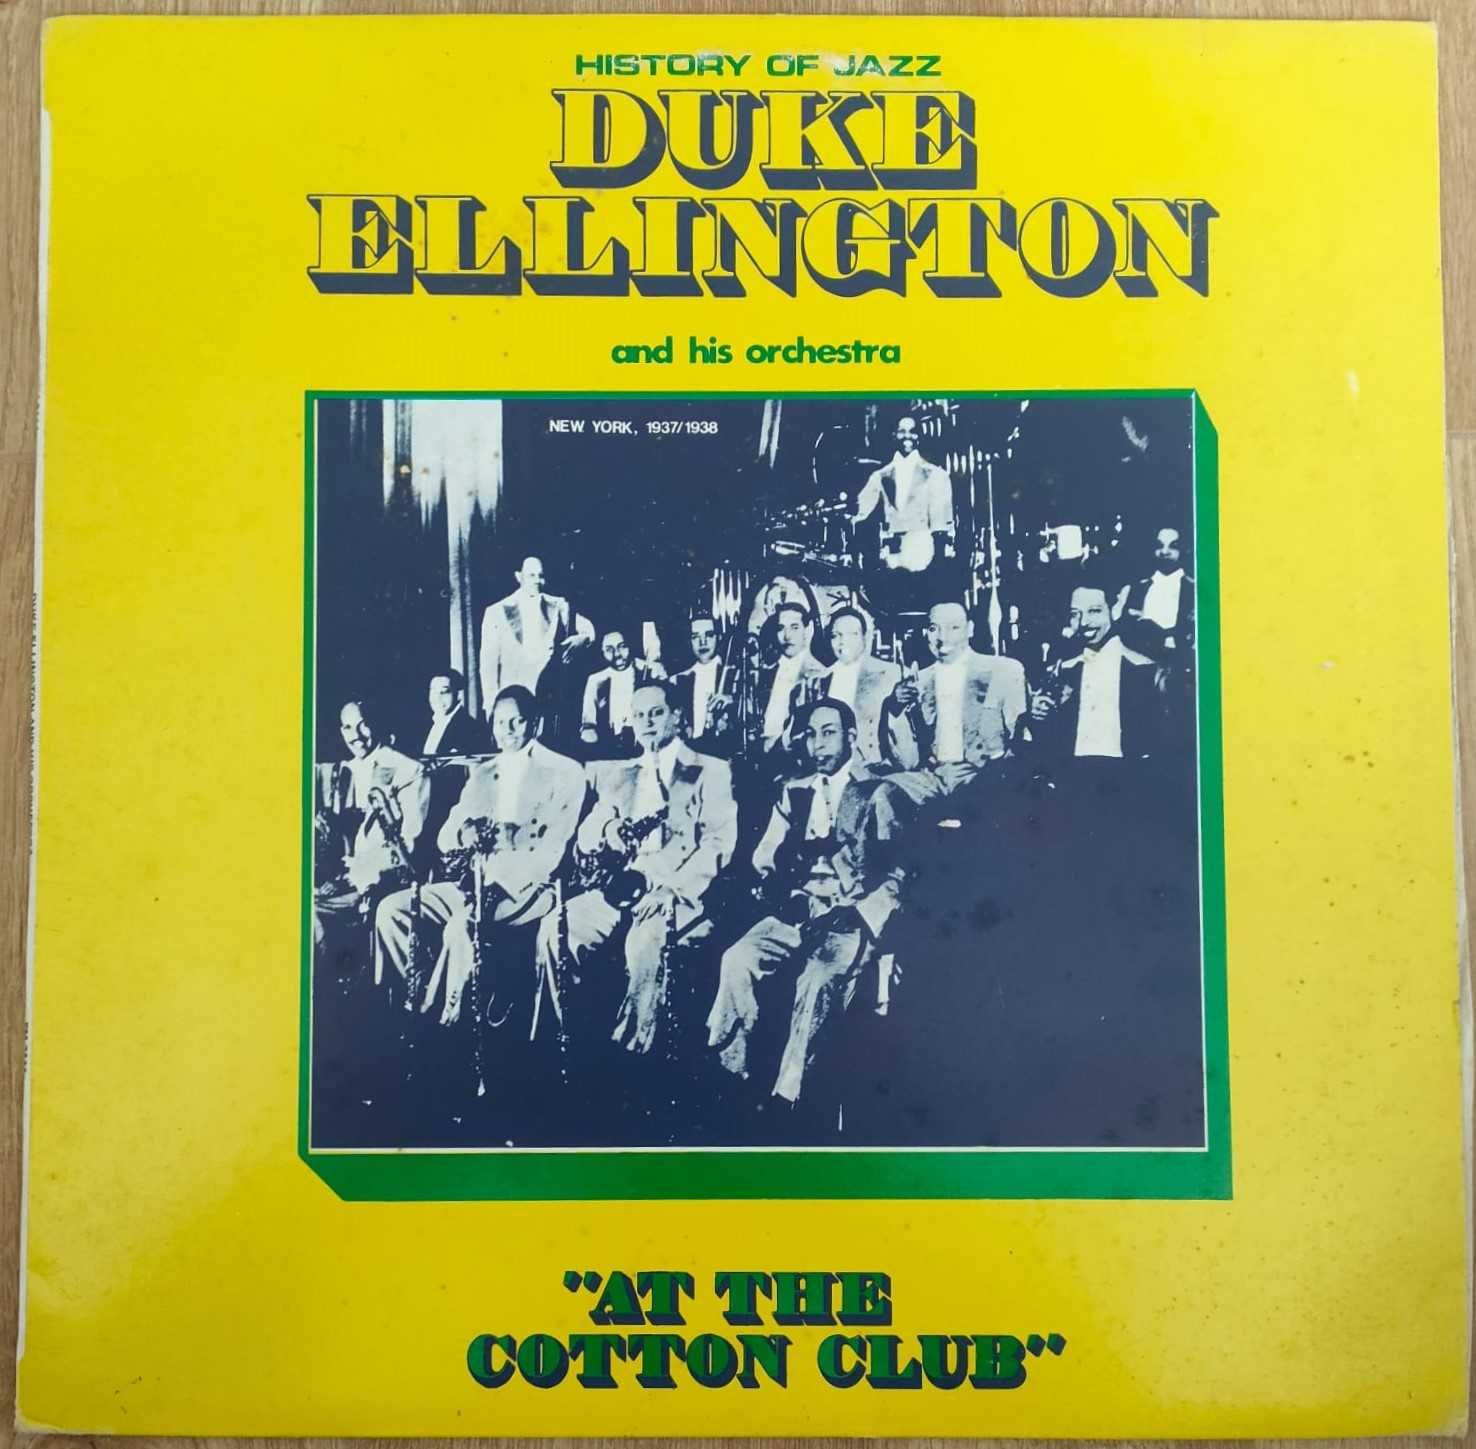 HISTORY OF JAZZ
DUKE
ELLINGTON
and his orchestra
NEW YORK, 1937/1938
"AT THE
COTTON CLUB"